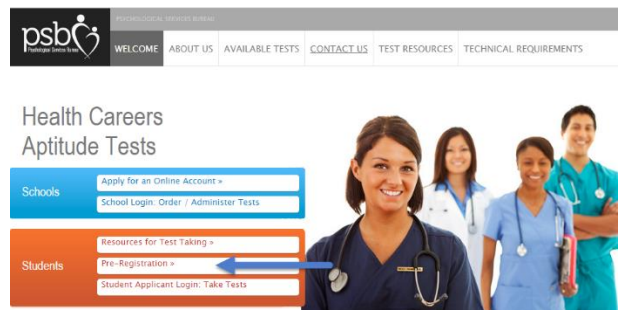 PSYCHOLOGICAL SERVICES BUREAU
psb
Psychological Services Bureau
WELCOME ABOUT US AVAILABLE TESTS CONTACT US TEST RESOURCES TECHNICAL REQUIREMENTS
Health Careers
Aptitude Tests
Schools
Apply for an Online Account »
School Login: Order / Administer Tests
Students
Resources for Test Taking »
Pre-Registration »
Student Applicant Login: Take Tests